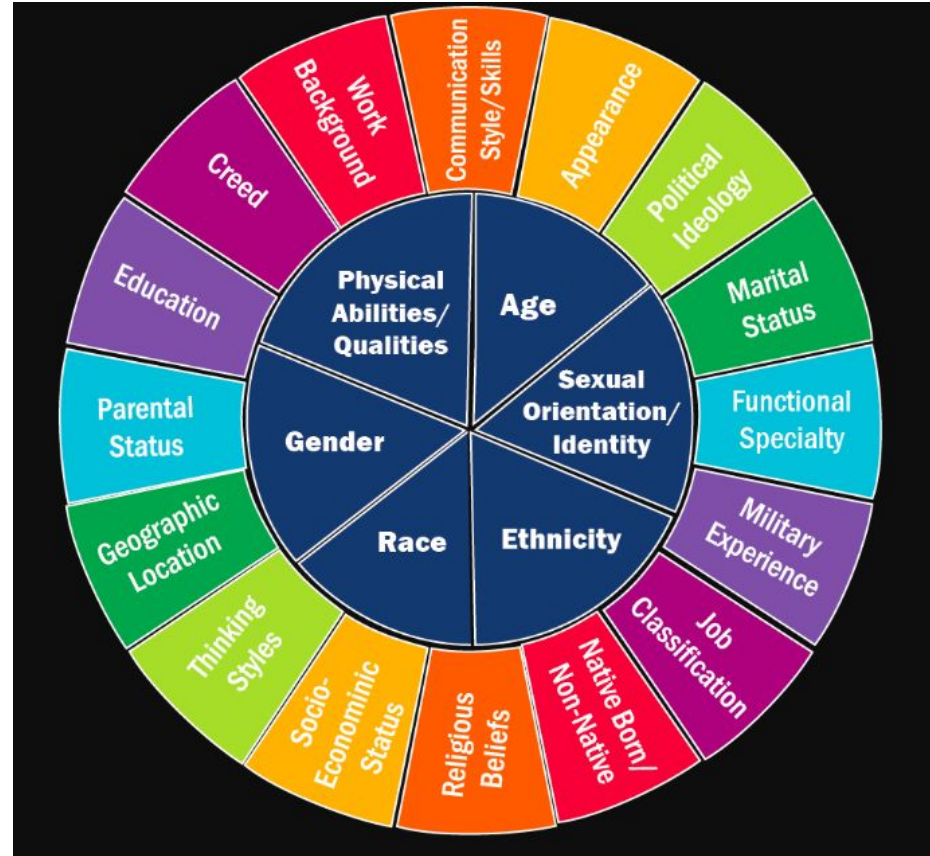 Communication
Style/Skills
Appearance
Political
Ideology
Marital
Status
Functional
Specialty
Military
Experience
Job
Classification
Native Born/
Non-Native
Religious
Beliefs
Socio-
Econominic
Status
Thinking
Styles
Geographic
Location
Parental
Status
Education
Creed
Work
Background
Physical
Abilities/
Qualities
Age
Sexual
Orientation/
Identity
Ethnicity
Race
Gender